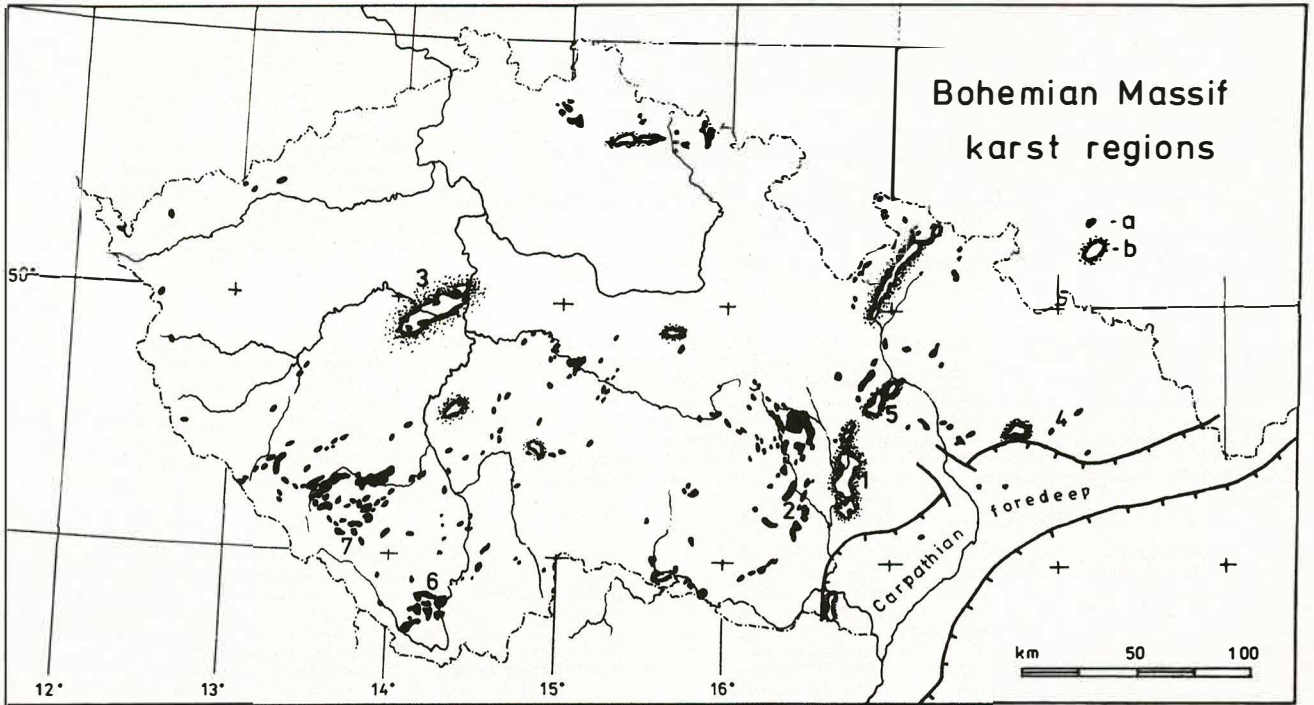 Bohemian Massif
karst regions
-a
-b
50°
3
4
5
1
2
7
6
Carpathian foredeep
km 50 100
12° 13° 14° 15° 16°